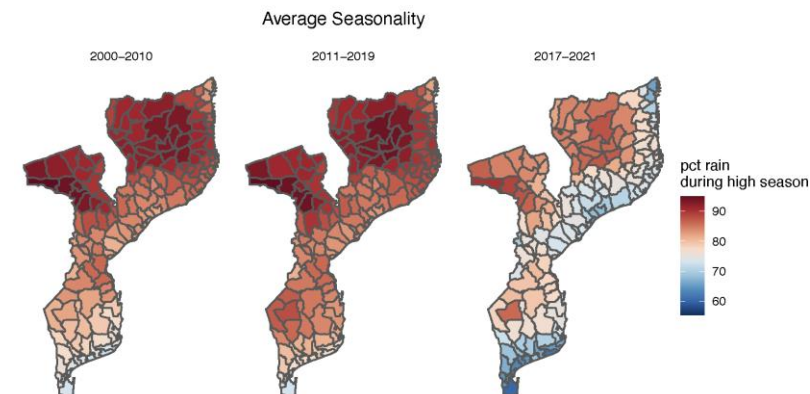 Average Seasonality
2000–2010
2011–2019
2017–2021
pct rain
during high season
90
80
70
60